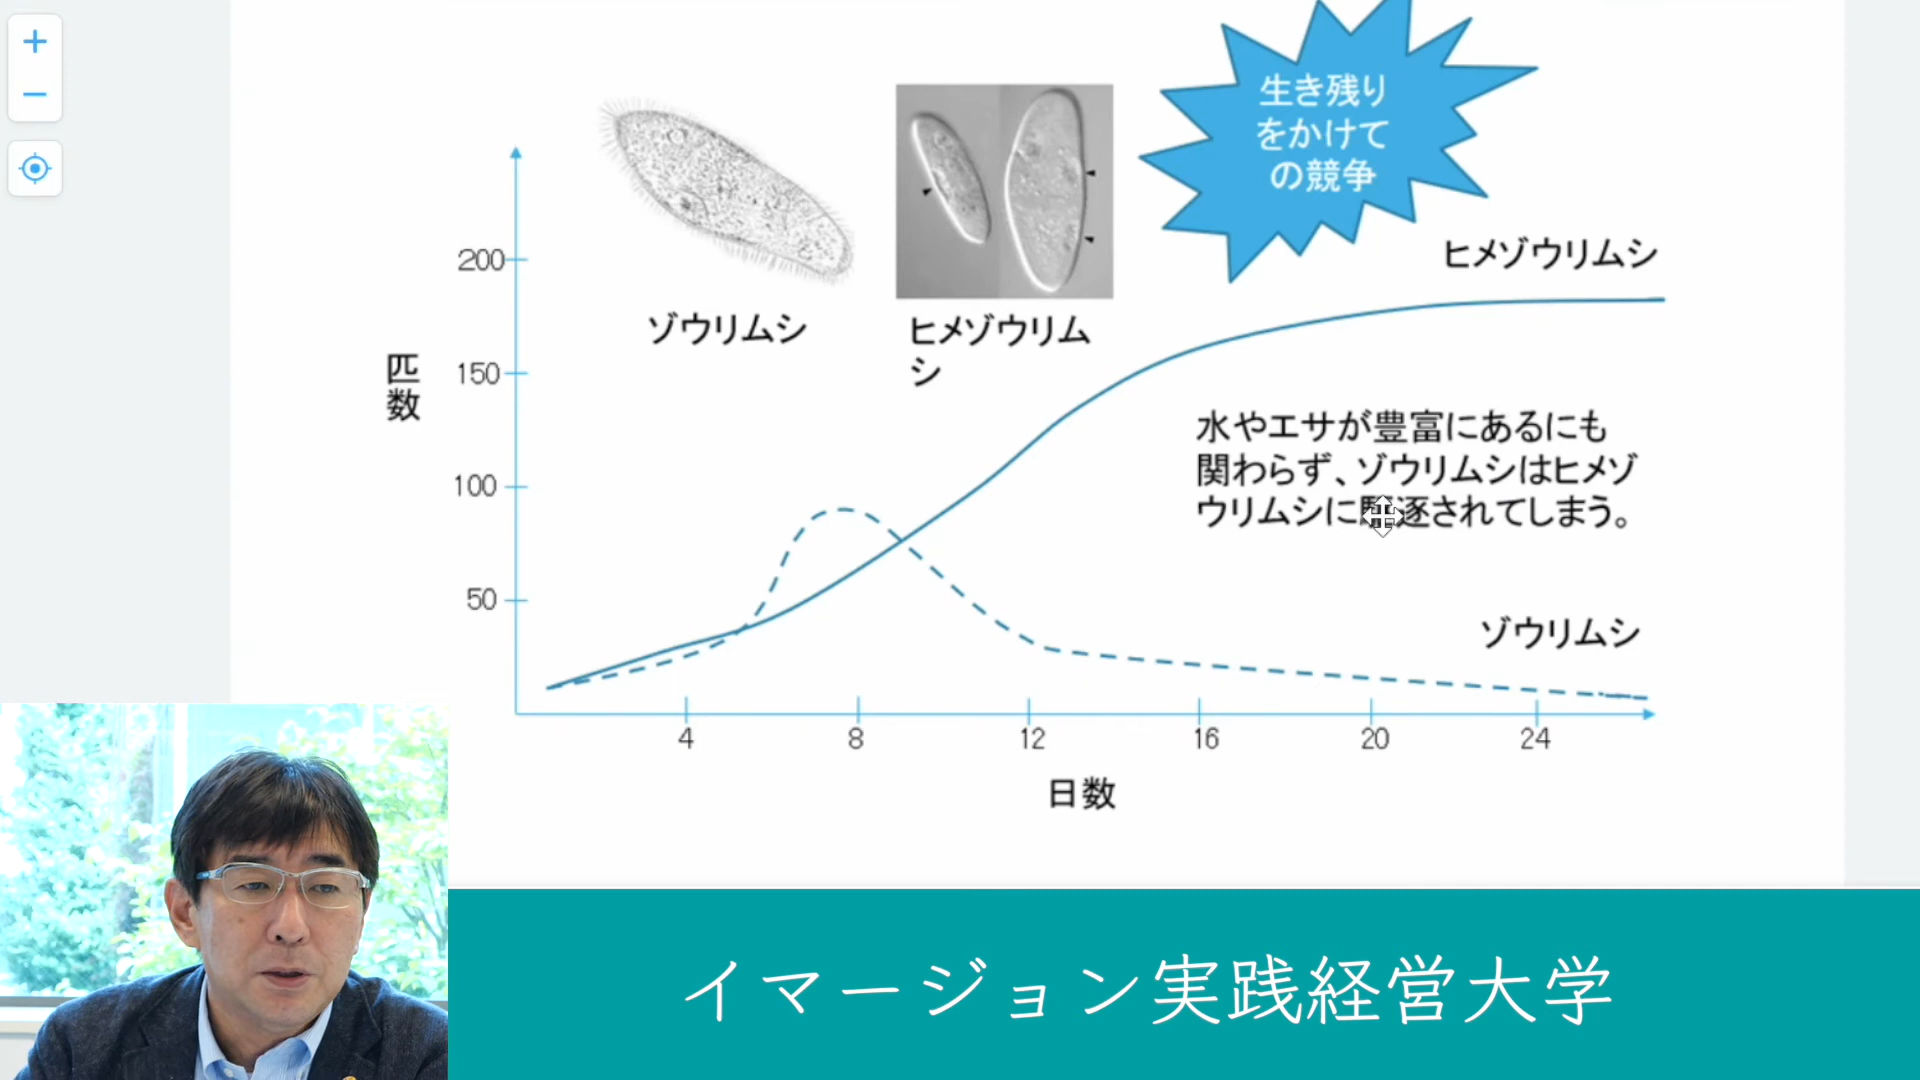 生き残り
をかけて
の競争
ヒメゾウリムシ
200
ゾウリムシ
ヒメゾウリム
シ
匹
数
150
水やエサが豊富にあるにも
関わらず、ゾウリムシはヒメゾ
ウリムシに駆逐されてしまう。
100
50
ゾウリムシ
4
8
12
16
20
24
日数
イマージョン実践経営大学